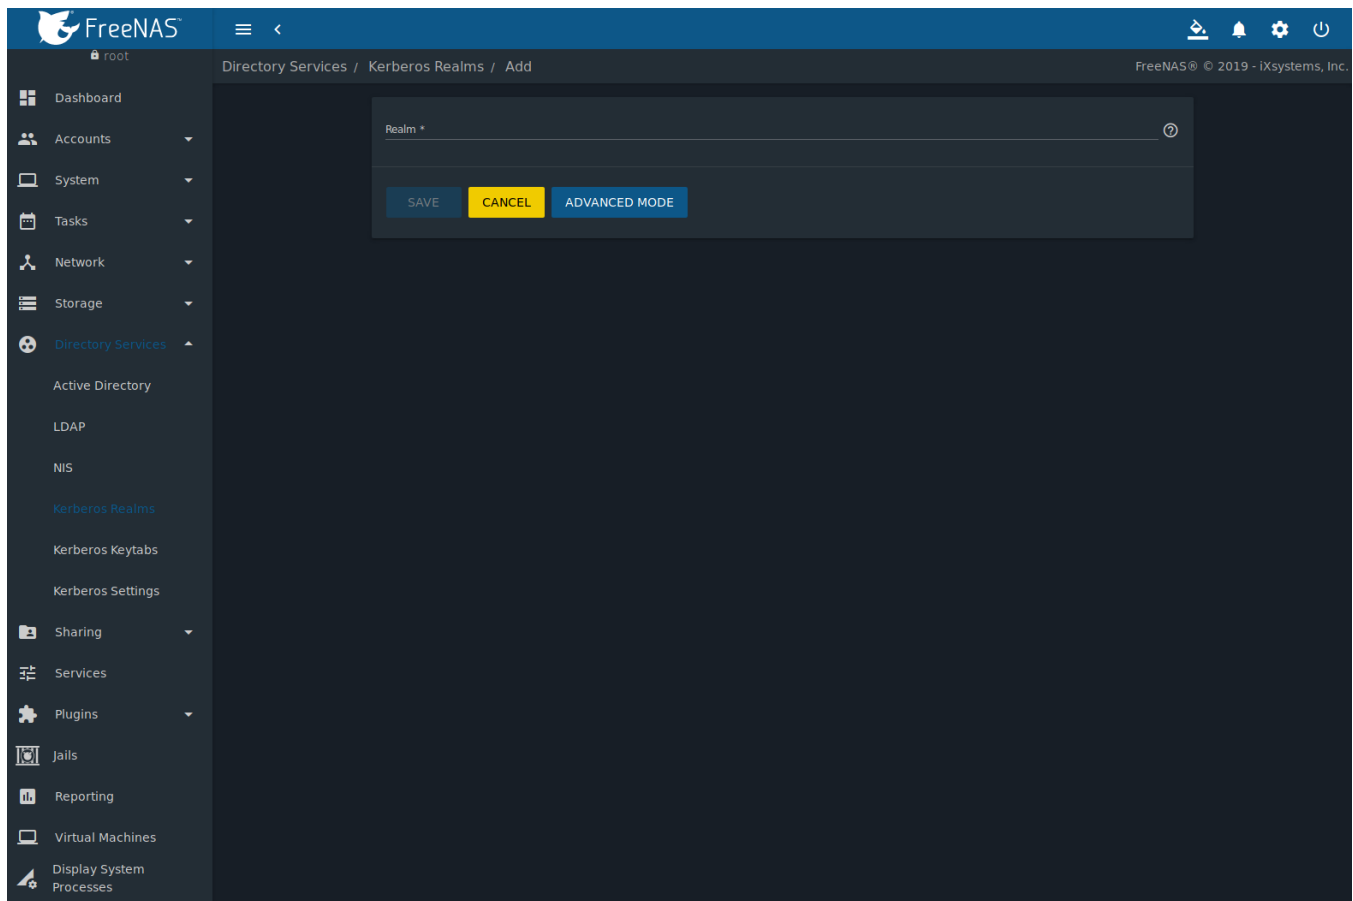 FreeNAS™
root
Directory Services / Kerberos Realms / Add
FreeNAS® © 2019 - iXsystems, Inc.
Dashboard
Accounts
System
Tasks
Network
Storage
Directory Services
Active Directory
LDAP
NIS
Kerberos Realms
Kerberos Keytabs
Kerberos Settings
Sharing
Services
Plugins
Jails
Reporting
Virtual Machines
Display System
Processes
Realm *
SAVE
CANCEL
ADVANCED MODE